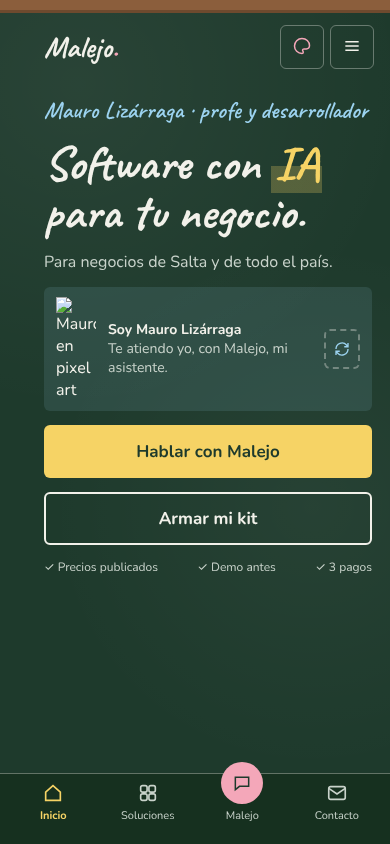 Malejo.
Mauro Lizárraga · profe y desarrollador
Software con IA
para tu negocio.
Para negocios de Salta y de todo el país.
Mauro
en
pixel
art
Soy Mauro Lizárraga
Te atiendo yo, con Malejo, mi
asistente.
Hablar con Malejo
Armar mi kit
✓ Precios publicados ✓ Demo antes ✓ 3 pagos
Inicio Soluciones Malejo Contacto